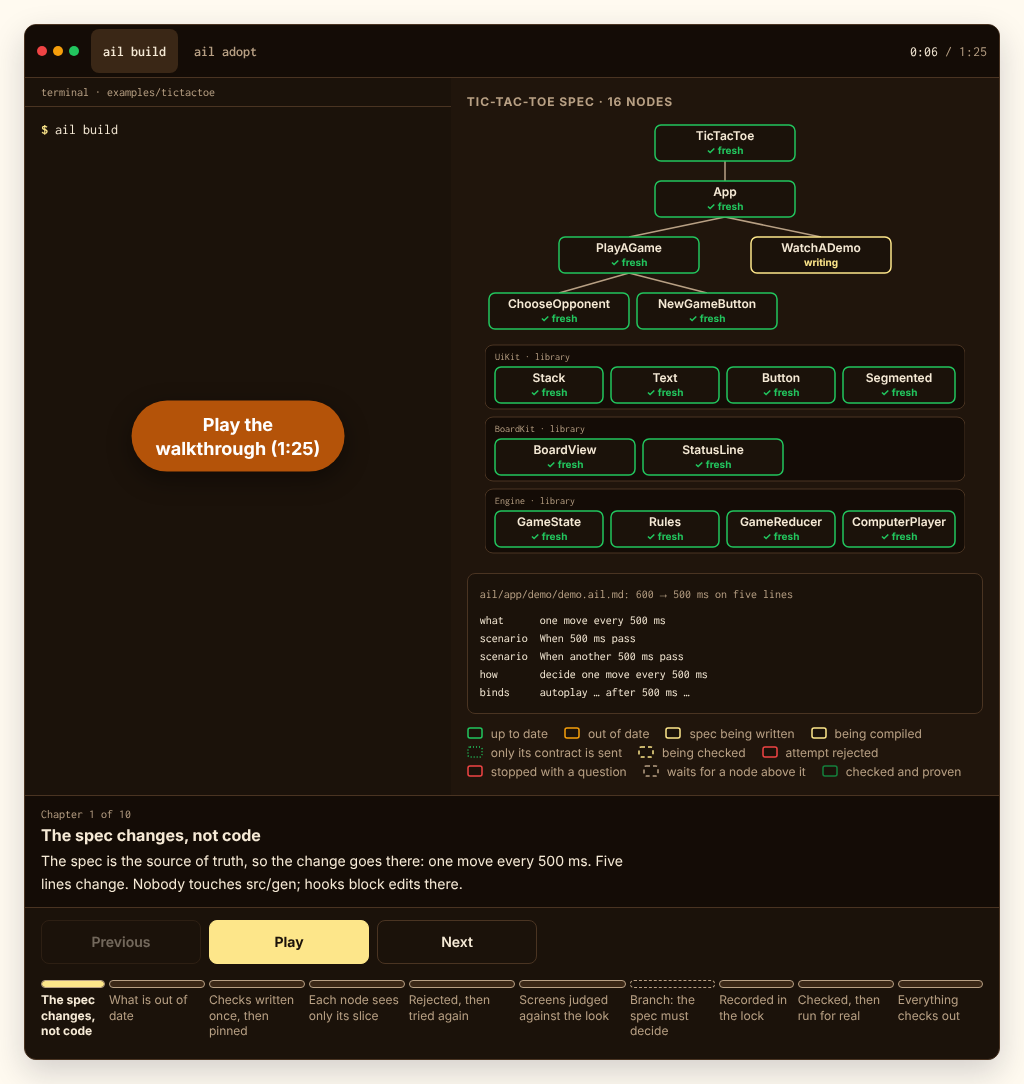 ail build
ail adopt
0:06 / 1:25
terminal · examples/tictactoe
$ ail build
Play the
walkthrough (1:25)
TIC-TAC-TOE SPEC · 16 NODES
TicTacToe
✓ fresh
App
✓ fresh
PlayAGame
✓ fresh
WatchADemo
writing
ChooseOpponent
✓ fresh
NewGameButton
✓ fresh
UiKit · library
Stack
✓ fresh
Text
✓ fresh
Button
✓ fresh
Segmented
✓ fresh
BoardKit · library
BoardView
✓ fresh
StatusLine
✓ fresh
Engine · library
GameState
✓ fresh
Rules
✓ fresh
GameReducer
✓ fresh
ComputerPlayer
✓ fresh
ail/app/demo/demo.ail.md: 600 → 500 ms on five lines
what one move every 500 ms
scenario When 500 ms pass
scenario When another 500 ms pass
how decide one move every 500 ms
binds autoplay … after 500 ms …
up to date out of date spec being written being compiled
only its contract is sent being checked attempt rejected
stopped with a question waits for a node above it checked and proven
Chapter 1 of 10
The spec changes, not code
The spec is the source of truth, so the change goes there: one move every 500 ms. Five
lines change. Nobody touches src/gen; hooks block edits there.
Previous
Play
Next
The spec
changes,
not code
What is out of
date
Checks written
once, then
pinned
Each node sees
only its slice
Rejected, then
tried again
Screens judged
against the look
Branch: the
spec must
decide
Recorded in
the lock
Checked, then
run for real
Everything
checks out